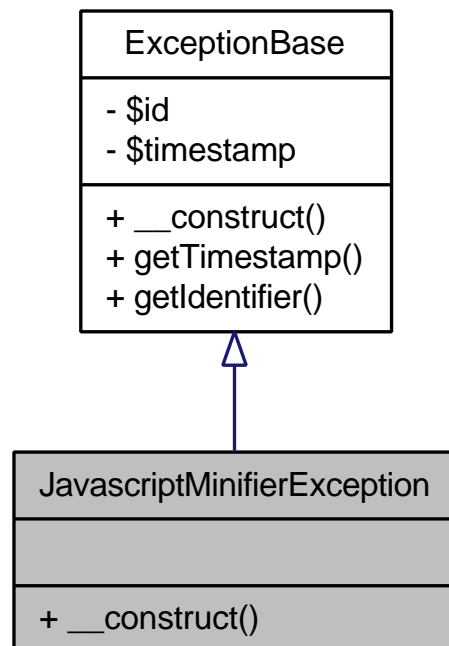 ExceptionBase
- $id
- $timestamp
+ __construct()
+ getTimestamp()
+ getIdentifier()
JavascriptMinifierException
+ __construct()